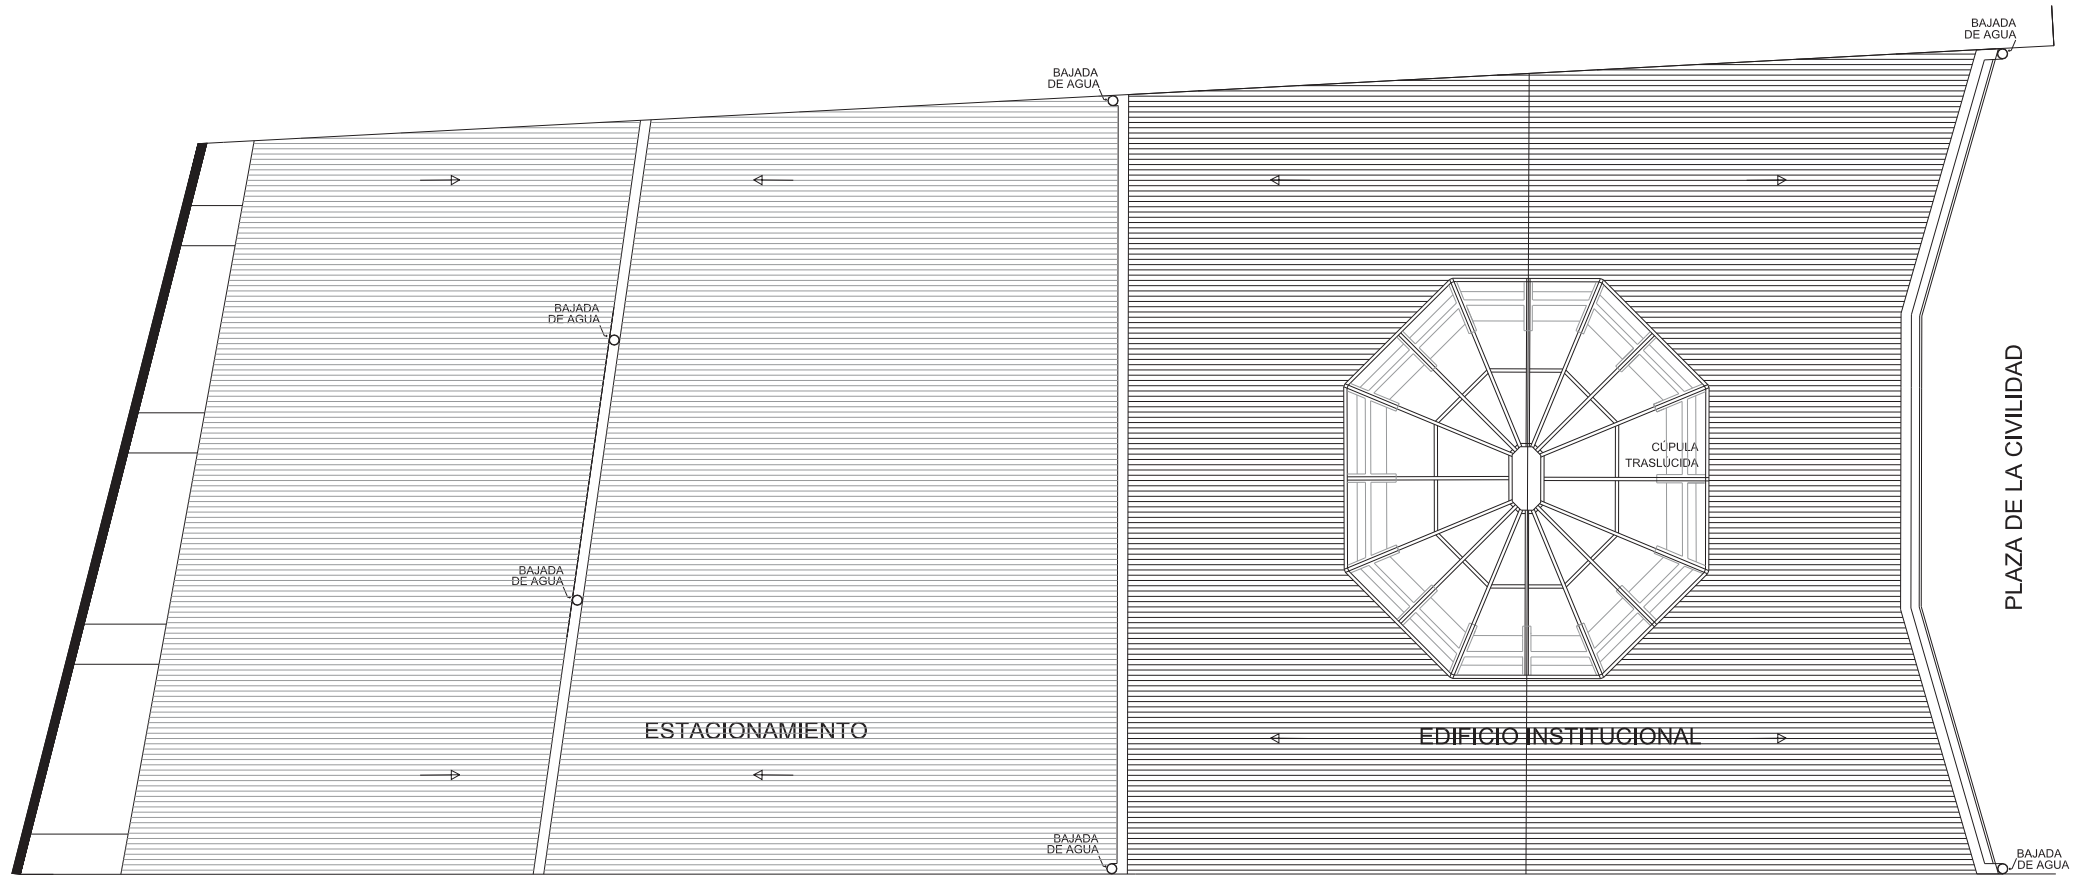 BAJADA
DE AGUA
BAJADA
DE AGUA
BAJADA
DE AGUA
PLAZA DE LA CIVILIDAD
CÚPULA
TRASLÚCIDA
BAJADA
DE AGUA
ESTACIONAMIENTO
EDIFICIO INSTITUCIONAL
BAJADA
DE AGUA
BAJADA
DE AGUA